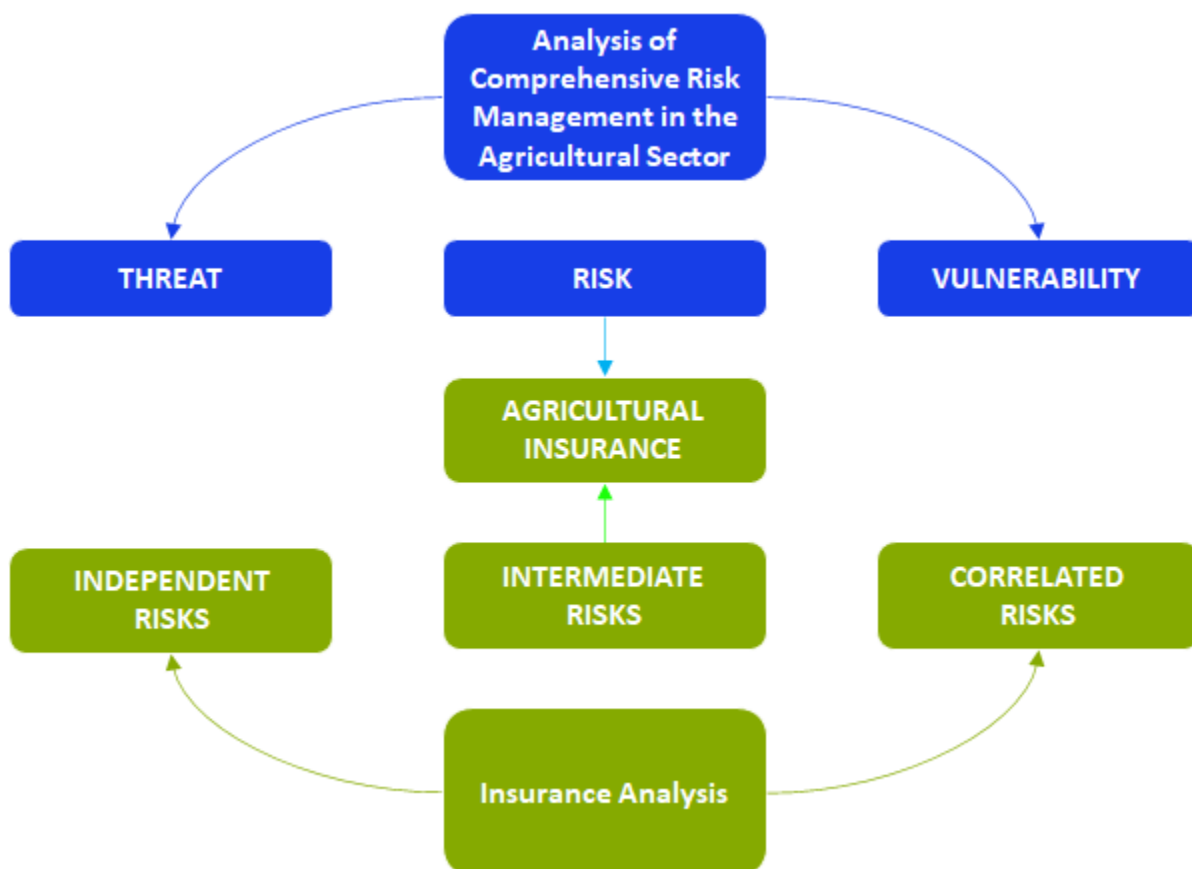 Analysis of
Comprehensive Risk
Management in the
Agricultural Sector
THREAT
RISK
VULNERABILITY
AGRICULTURAL
INSURANCE
INDEPENDENT
RISKS
INTERMEDIATE
RISKS
CORRELATED
RISKS
Insurance Analysis